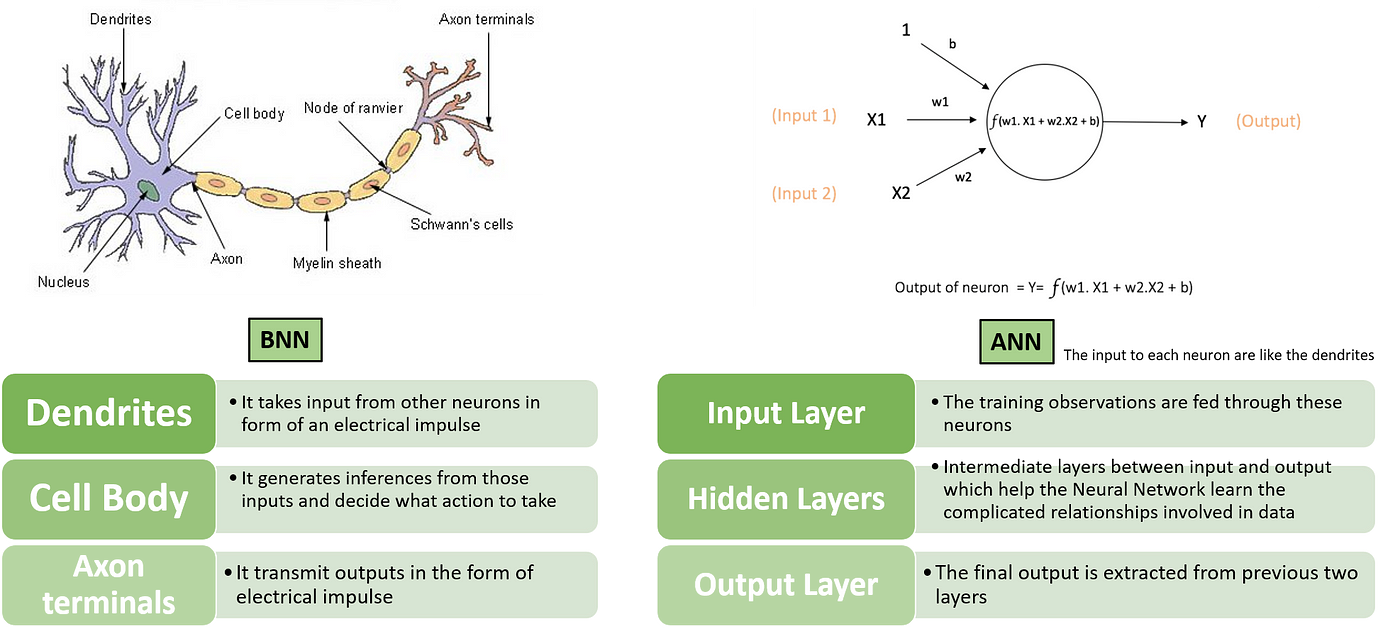 Dendrites
Axon terminals
Cell body
Node of ranvier
Schwann's cells
Axon
Myelin sheath
Nucleus
1
b
(Input 1)
X1
w1
f(w1. X1 + w2.X2 + b)
Y
(Output)
(Input 2)
X2
w2
Output of neuron = Y= f(w1. X1 + w2.X2 + b)
BNN
Dendrites
• It takes input from other neurons in
form of an electrical impulse
Cell Body
• It generates inferences from those
inputs and decide what action to take
Axon
terminals
• It transmit outputs in the form of
electrical impulse
ANN
The input to each neuron are like the dendrites
Input Layer
• The training observations are fed through these
neurons
Hidden Layers
• Intermediate layers between input and output
which help the Neural Network learn the
complicated relationships involved in data
Output Layer
• The final output is extracted from previous two
layers